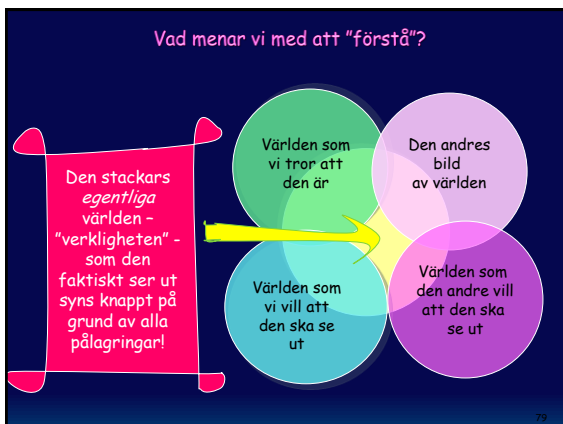 Vad menar vi med att ”förstå”?
Den stackars
egentliga
världen –
”verkligheten” -
som den
faktiskt ser ut
syns knappt på
grund av alla
pålagringar!
Världen som
vi tror att
den är
Den andres
bild
av världen
Världen som
vi vill att
den ska se
ut
Världen som
den andre vill
att den ska
se ut
79